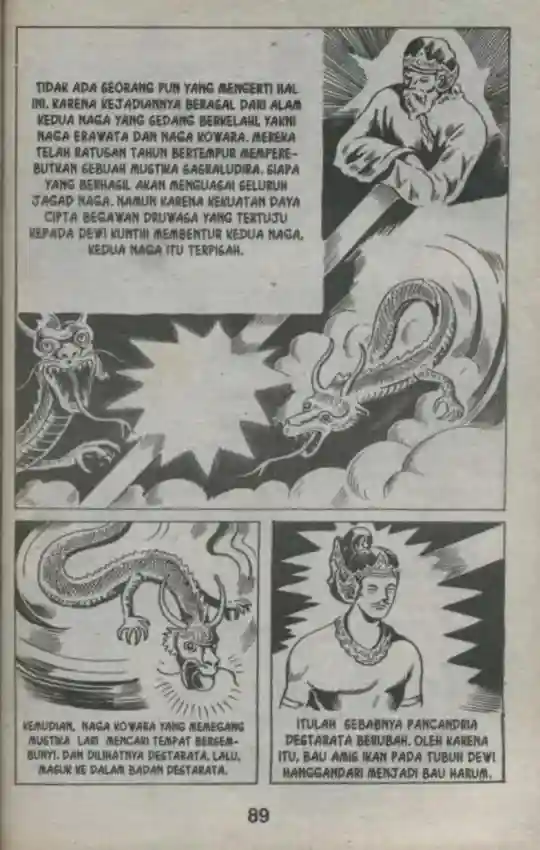 TIDAK ADA SEORANG PUN YANG MENGERTI HAL
INI. KARENA KEJADIANNYA BERASAL DARI ALAM
KEDUA NAGA YANG SEDANG BERKELAHI, YAKNI
NAGA ERAWATA DAN NAGA KOWARA. MEREKA
TELAH RATUSAN TAHUN BERTEMPUR MEMPERE-
BUTKAN SEBUAH MUSTIKA SASRALUDIRA. SIAPA
YANG BERHASIL AKAN MENGUASAI SELURUH
JAGAD NAGA. NAMUN KARENA KEKUATAN DAYA
CIPTA BEGAWAN DRUWASA YANG TERTUJU
KEPADA DEWI KUNTHI MEMBENTUR KEDUA NAGA,
KEDUA NAGA ITU TERPISAH.
KEMUDIAN, NAGA KOWARA YANG MEMEGANG
MUSTIKA LARI MENCARI TEMPAT BERSEM-
BUNYI. DAN DILIHATNYA DESTARATA. LALU,
MASUK KE DALAM BADAN DESTARATA.
ITULAH SEBABNYA PANCANDRIA
DESTARATA BERUBAH. OLEH KARENA
ITU, BAU AMIS IKAN PADA TUBUH DEWI
HANGGANDARI MENJADI BAU HARUM.
89